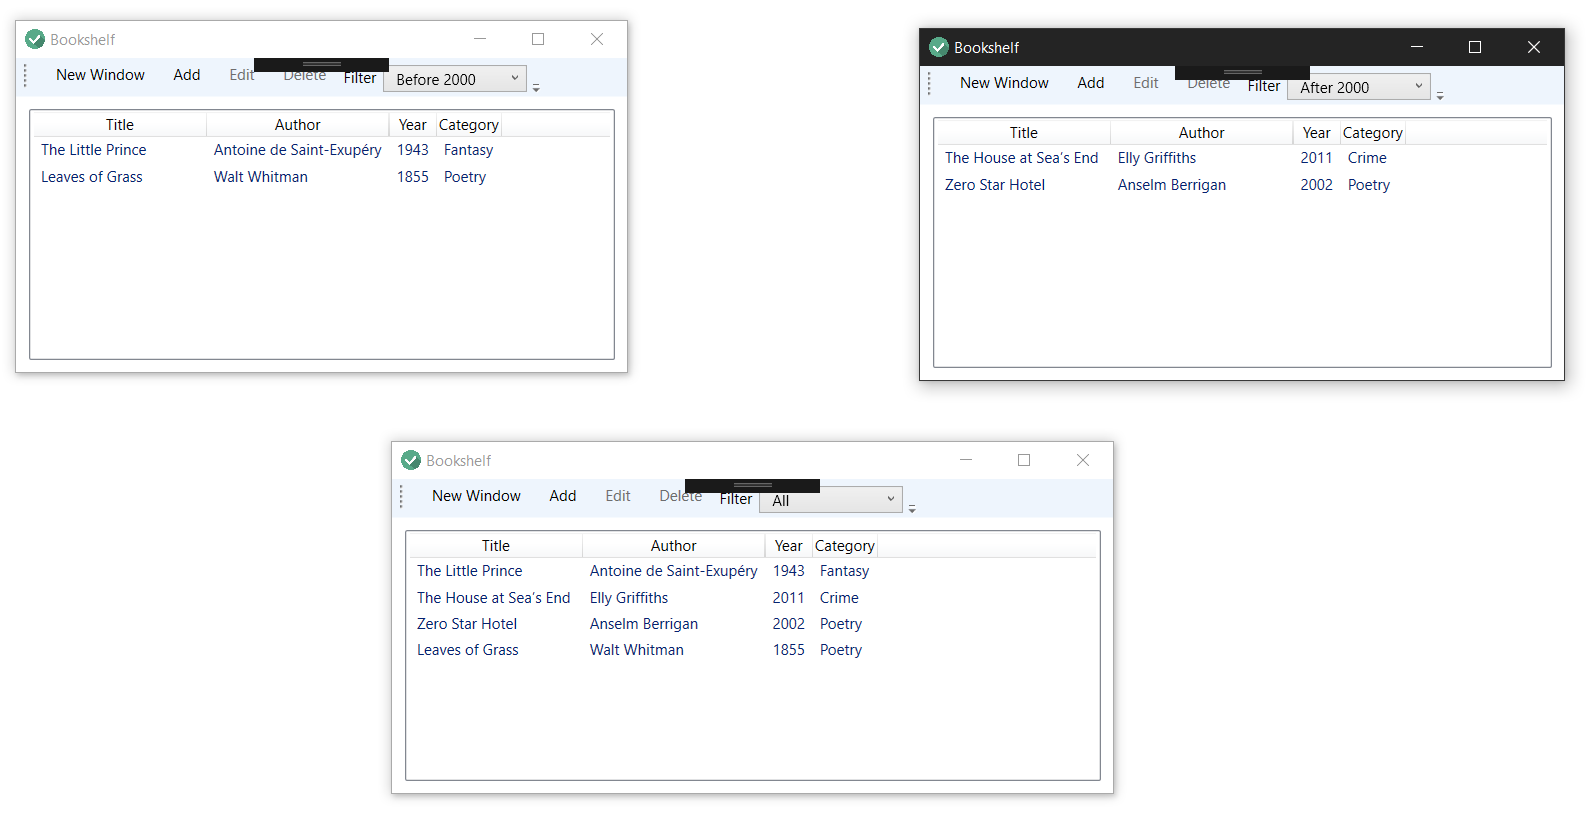 Bookshelf
New Window Add Edit Delete Filter Before 2000
Title Author Year Category
The Little Prince Antoine de Saint-Exupéry 1943 Fantasy
Leaves of Grass Walt Whitman 1855 Poetry
Bookshelf
New Window Add Edit Delete Filter After 2000
Title Author Year Category
The House at Sea’s End Elly Griffiths 2011 Crime
Zero Star Hotel Anselm Berrigan 2002 Poetry
Bookshelf
New Window Add Edit Delete Filter All
Title Author Year Category
The Little Prince Antoine de Saint-Exupéry 1943 Fantasy
The House at Sea’s End Elly Griffiths 2011 Crime
Zero Star Hotel Anselm Berrigan 2002 Poetry
Leaves of Grass Walt Whitman 1855 Poetry